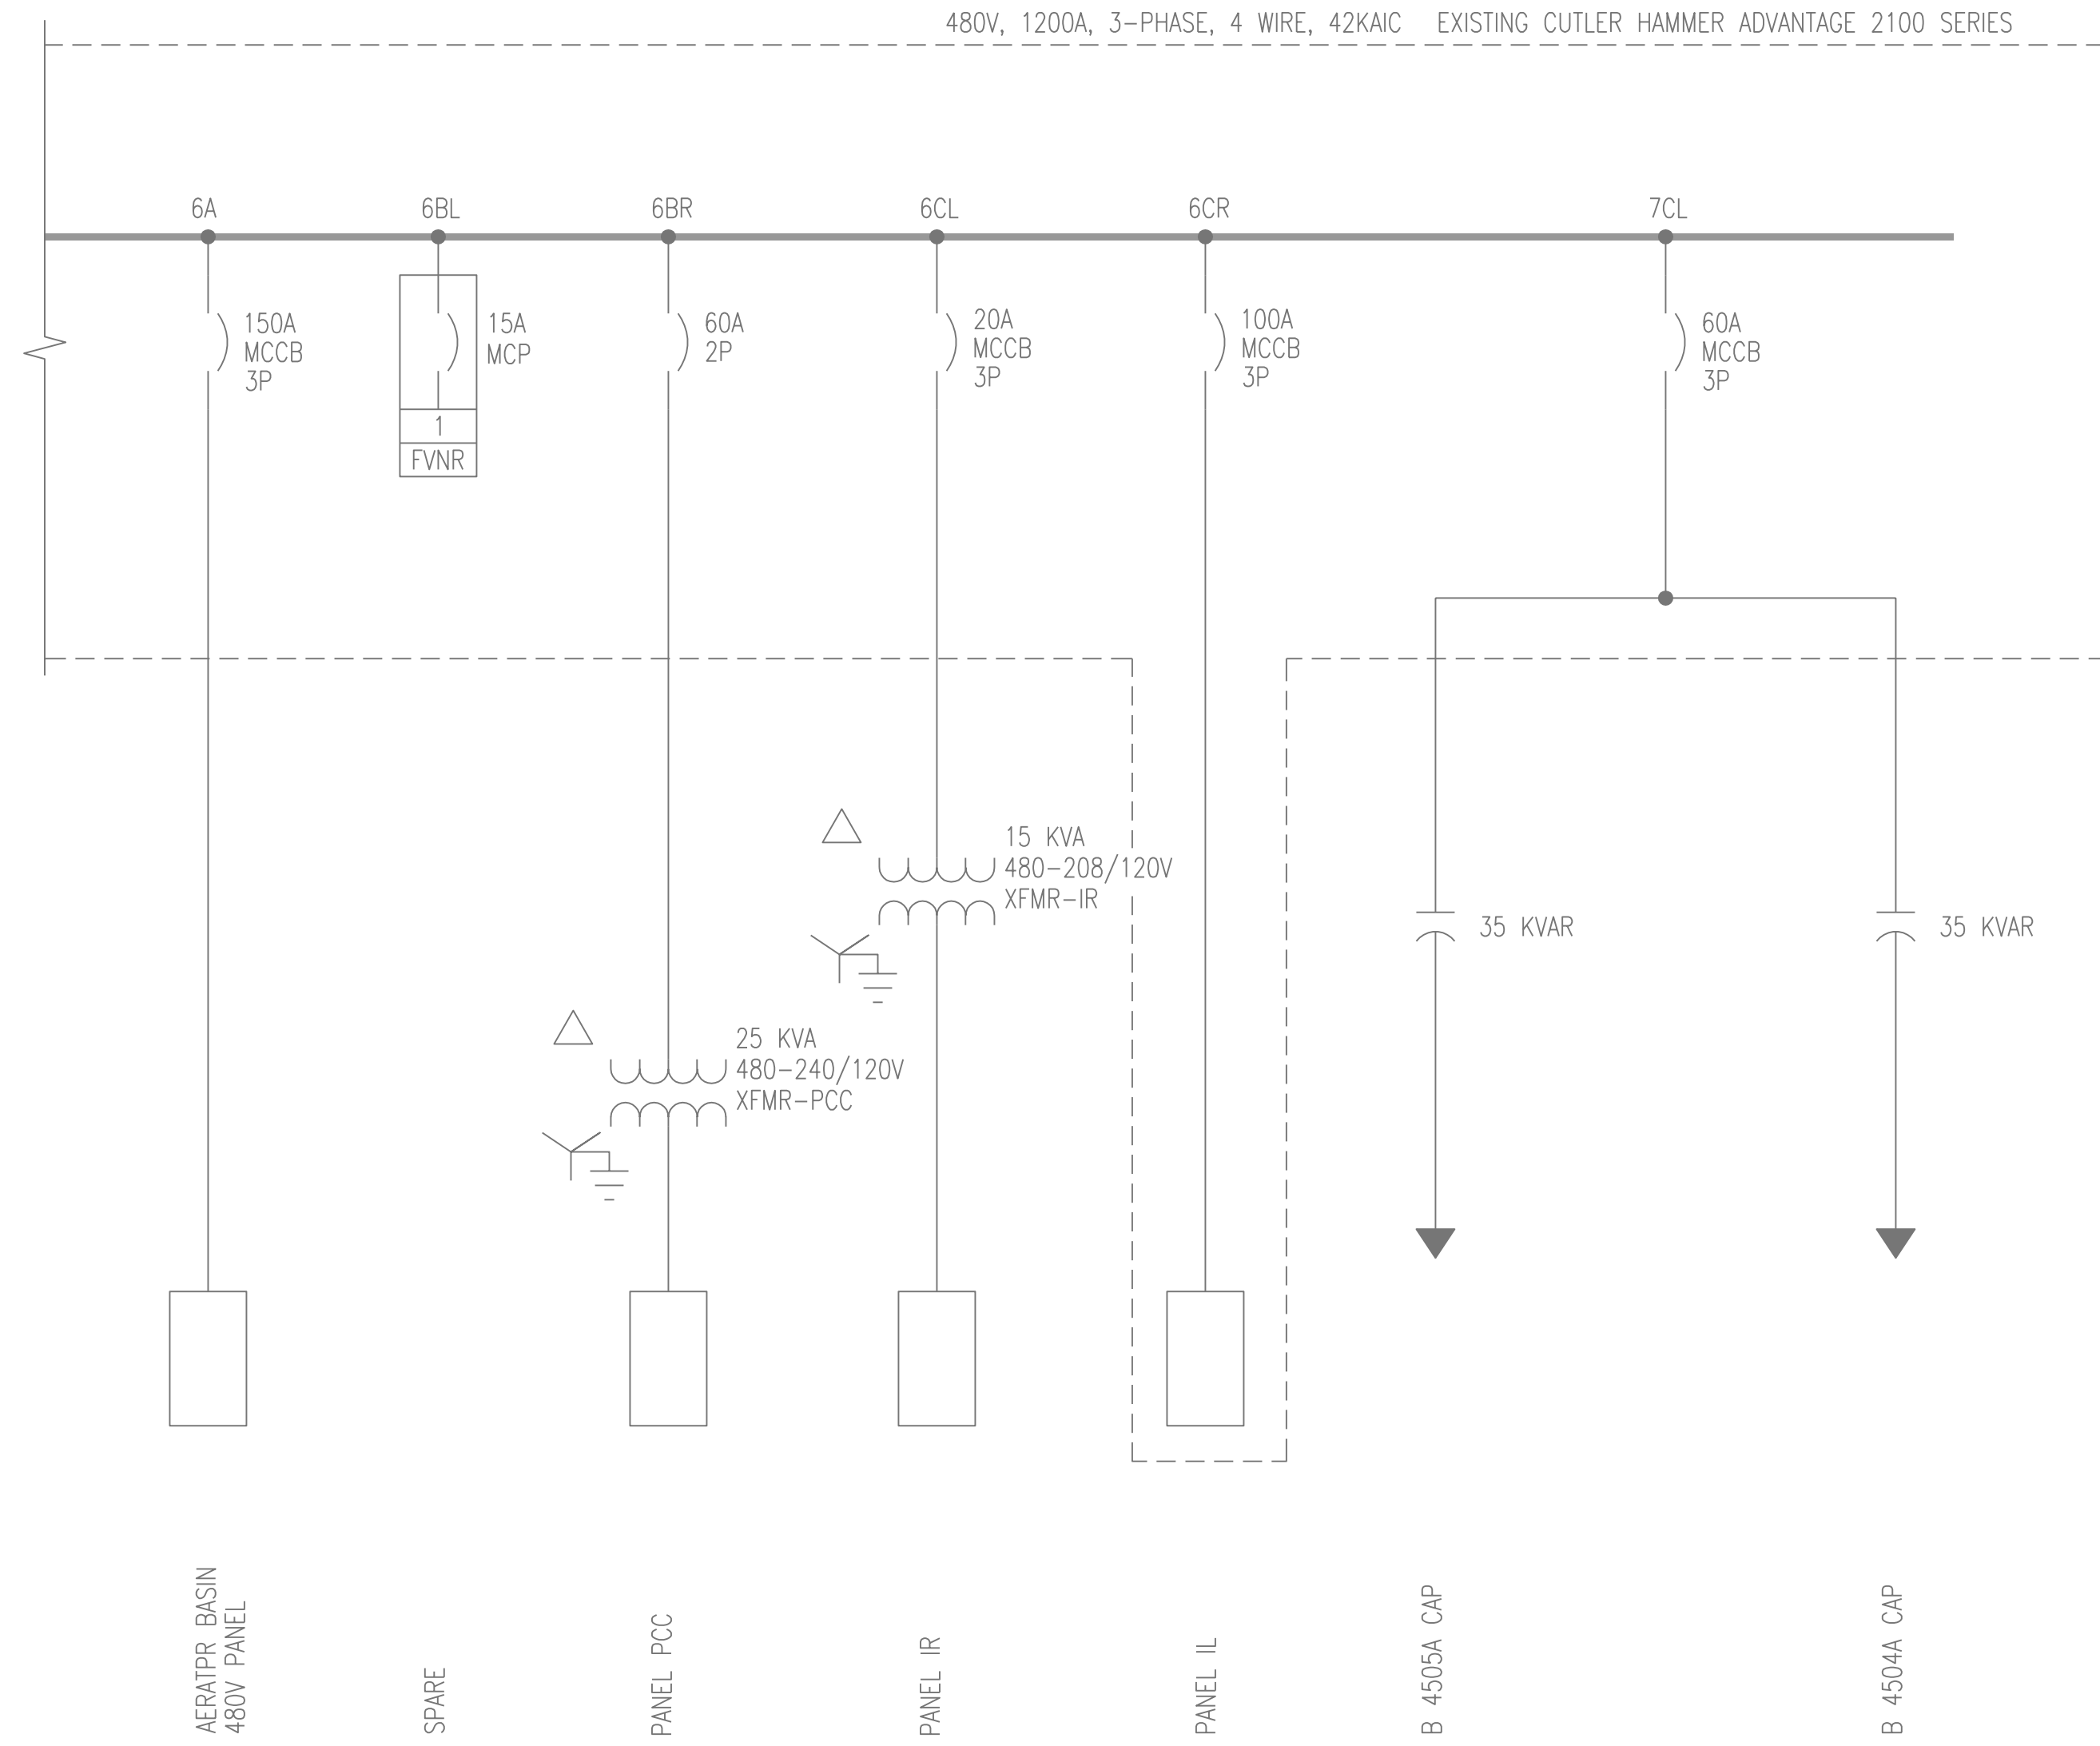 480V, 1200A, 3-PHASE, 4 WIRE, 42KAIC EXISTING CUTLER HAMMER ADVANTAGE 2100 SERIES
6A
6BL
6BR
6CL
6CR
7CL
150A
MCCB
3P
15A
MCP
1
FVNR
60A
2P
20A
MCCB
3P
100A
MCCB
3P
60A
MCCB
3P
15 KVA
480-208/120V
XFMR-IR
35 KVAR
35 KVAR
25 KVA
480-240/120V
XFMR-PCC
AERATPR BASIN
480V PANEL
SPARE
PANEL PCC
PANEL IR
PANEL IL
B 4505A CAP
B 4504A CAP